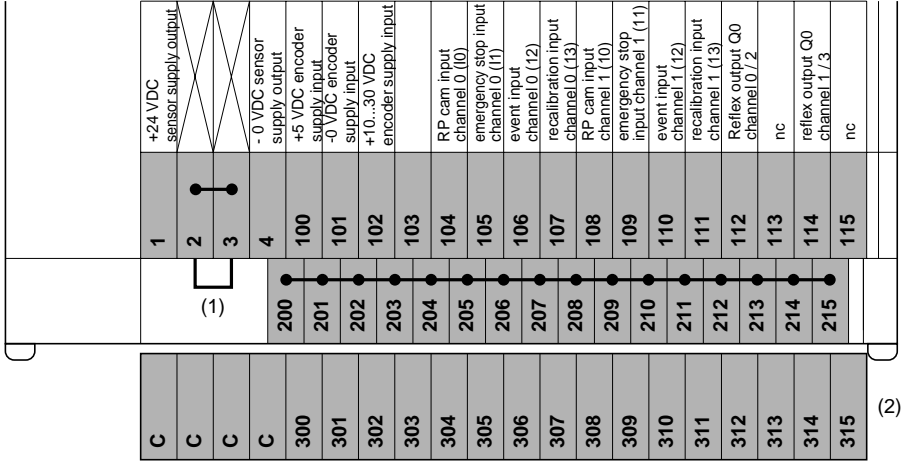 +24 VDC
sensor supply output
- 0 VDC sensor
supply output
+5 VDC encoder
supply input
-0 VDC encoder
supply input
+10...30 VDC
encoder supply input
RP cam input
channel 0 (I0)
emergency stop input
channel 0 (I1)
event input
channel 0 (12)
recalibration input
channel 0 (13)
RP cam input
channel 1 (10)
emergency stop
input channel 1 (11)
event input
channel 1 (12)
recalibration input
channel 1 (13)
Reflex output Q0
channel 0 / 2
nc
reflex output Q0
channel 1 / 3
nc
1 2 3 4 100 101 102 103 104 105 106 107 108 109 110 111 112 113 114 115
(1)
200 201 202 203 204 205 206 207 208 209 210 211 212 213 214 215
C C C C 300 301 302 303 304 305 306 307 308 309 310 311 312 313 314 315
(2)